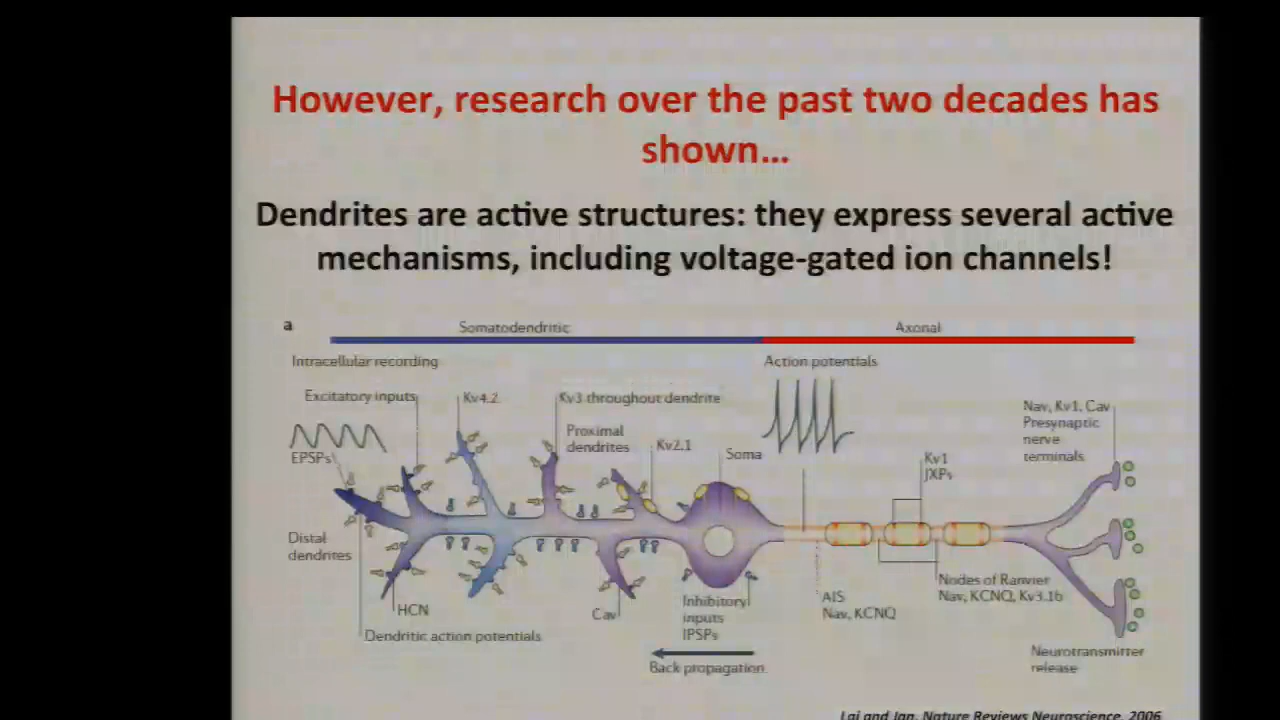 However, research over the past two decades has
shown...
Dendrites are active structures: they express several active
mechanisms, including voltage-gated ion channels!
a
Somatodendritic
Axonal
Intracellular recording
Action potentials
Excitatory inputs
Kv4.2
Kv3 throughout dendrite
Nav, Kv1, Cav
Presynaptic
nerve
terminals
Proximal
dendrites
Kv2.1
Soma
EPSPs
Kv1
JXPs
Distal
dendrites
HCN
Cav
Dendritic action potentials
Inhibitory
inputs
IPSPs
AIS
Nav, KCNQ
Nodes of Ranvier
Nav, KCNQ, Kv3.1b
Back propagation
Neurotransmitter
release
Lai and Jan, Nature Reviews Neuroscience, 2006